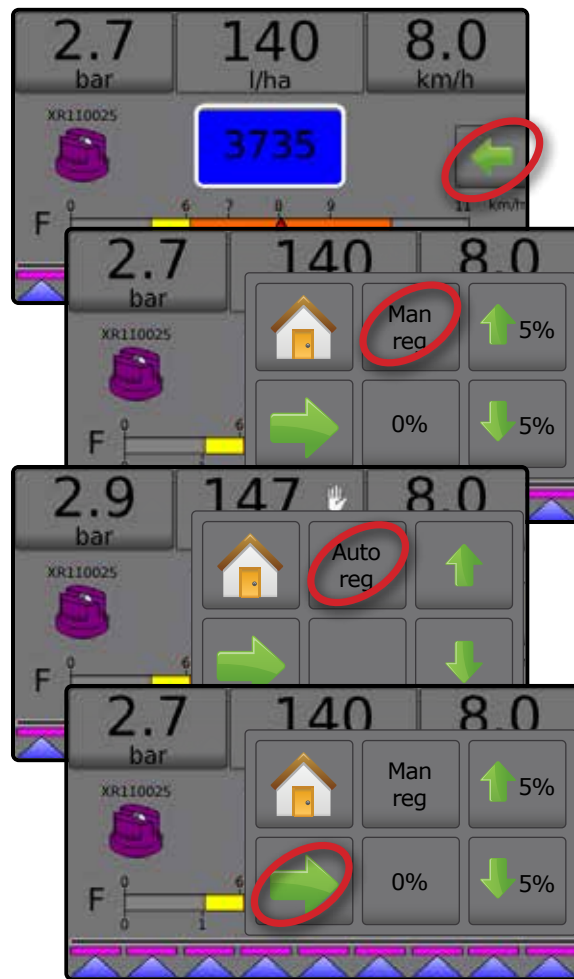 2.7 140 8.0
bar l/ha km/h
XR110025
3735
0 6 7 8 9 11 km/h
F
2.7 140 8.0
bar
Man
reg
5%
XR110025
0 6
F
0% 5%
0 1
2.9 147 8.0
bar
Auto
reg
XR110025
0 6
F
2.7 140 8.0
bar
Man
reg
5%
XR110025
0 6
F
0% 5%
0 1